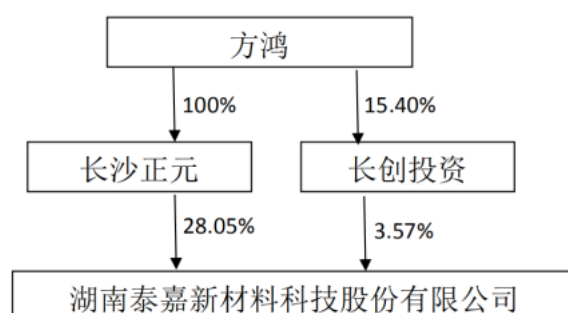 方鸿
100%
15.40%
长沙正元
长创投资
28.05%
3.57%
湖南泰嘉新材料科技股份有限公司